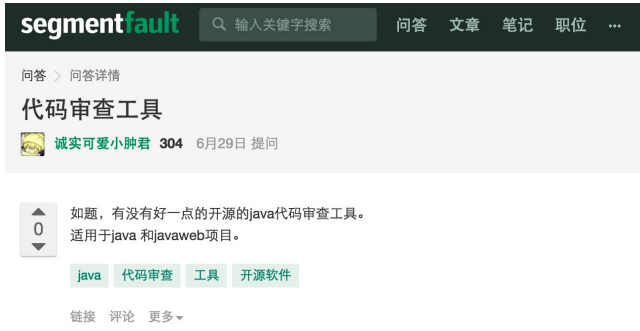 segmentfault 输入关键字搜索 问答 文章 笔记 职位 ···
问答 > 问答详情
代码审查工具
诚实可爱小肿君 304 6月29日 提问
如题，有没有好一点的开源的java代码审查工具。
0
适用于java 和javaweb项目。
java 代码审查 工具 开源软件
链接 评论 更多